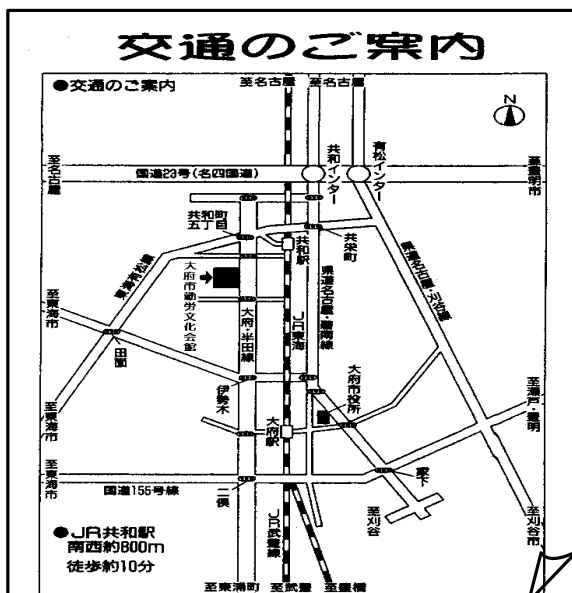 交通のご案内
●交通のご案内
至名古屋
至名古屋
N
至名古屋
国道23号(名四国道)
共和インター
有松インター
至豊明市
共和町
五丁目
共和駅
共栄町
東海有松線
大府市勤労文化会館
県道名古屋・碧南線
県道名古屋・刈谷線
至東海市
大府・半田線
JR東海
田面
伊勢木
大府市役所
至瀬戸・豊明
至東海市
大府駅
至東海市
国道155号線
二俣
家下
至刈谷
至刈谷市
JR武豊線
●JR共和駅
南西約800m
徒歩約10分
至東浦町
至武豊
至豊橋